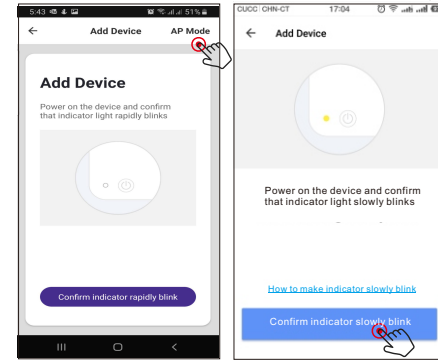 5:43
51%
Add Device
AP Mode
Add Device
Power on the device and confirm
that indicator light rapidly blinks
Confirm indicator rapidly blink
CUCC CHN-CT
17:04
Add Device
Power on the device and confirm
that indicator light slowly blinks
How to make indicator slowly blink
Confirm indicator slowly blink